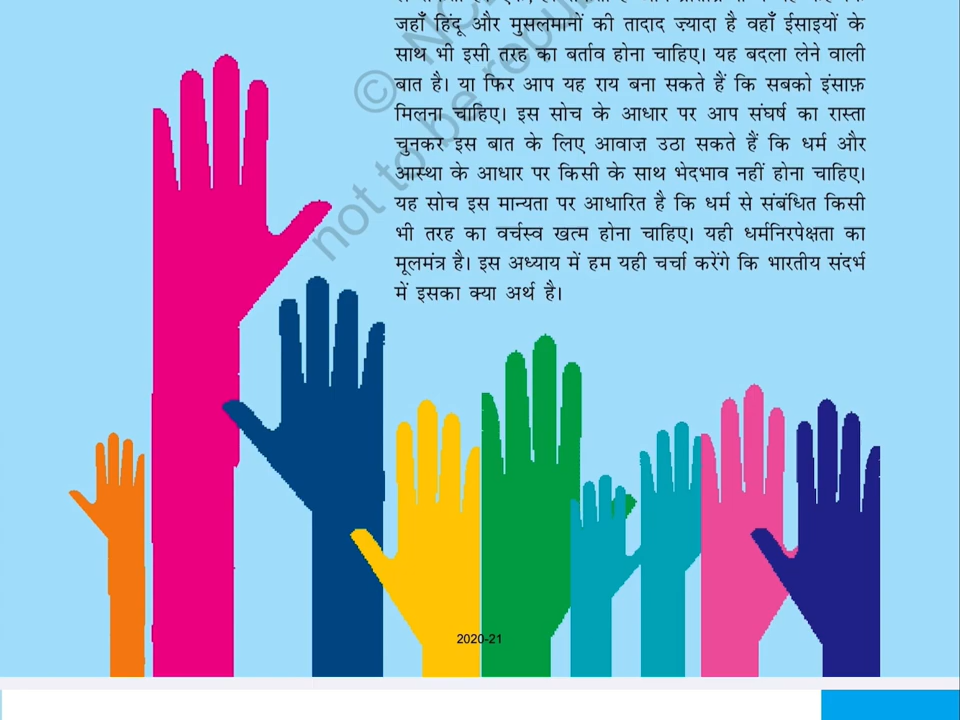 जहाँ हिंदू और मुसलमानों की तादाद ज़्यादा है वहाँ ईसाइयों के
साथ भी इसी तरह का बर्ताव होना चाहिए। यह बदला लेने वाली
बात है। या फिर आप यह राय बना सकते हैं कि सबको इंसाफ़
मिलना चाहिए। इस सोच के आधार पर आप संघर्ष का रास्ता
चुनकर इस बात के लिए आवाज़ उठा सकते हैं कि धर्म और
आस्था के आधार पर किसी के साथ भेदभाव नहीं होना चाहिए।
यह सोच इस मान्यता पर आधारित है कि धर्म से संबंधित किसी
भी तरह का वर्चस्व खत्म होना चाहिए। यही धर्मनिरपेक्षता का
मूलमंत्र है। इस अध्याय में हम यही चर्चा करेंगे कि भारतीय संदर्भ
में इसका क्या अर्थ है।
©
not to be
2020-21